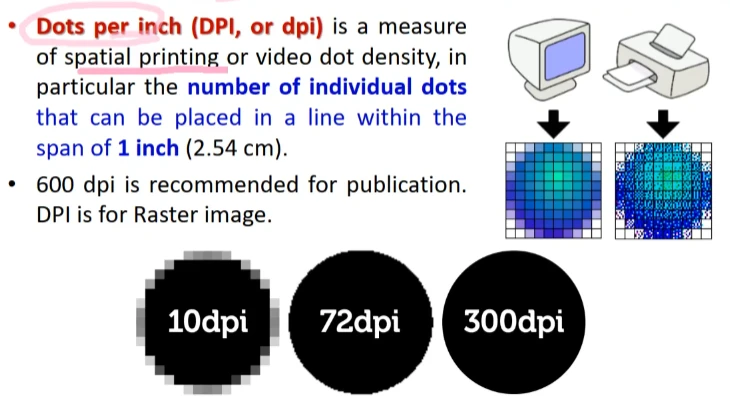 • Dots per inch (DPI, or dpi) is a measure
of spatial printing or video dot density, in
particular the number of individual dots
that can be placed in a line within the
span of 1 inch (2.54 cm).
• 600 dpi is recommended for publication.
DPI is for Raster image.
10dpi 72dpi 300dpi